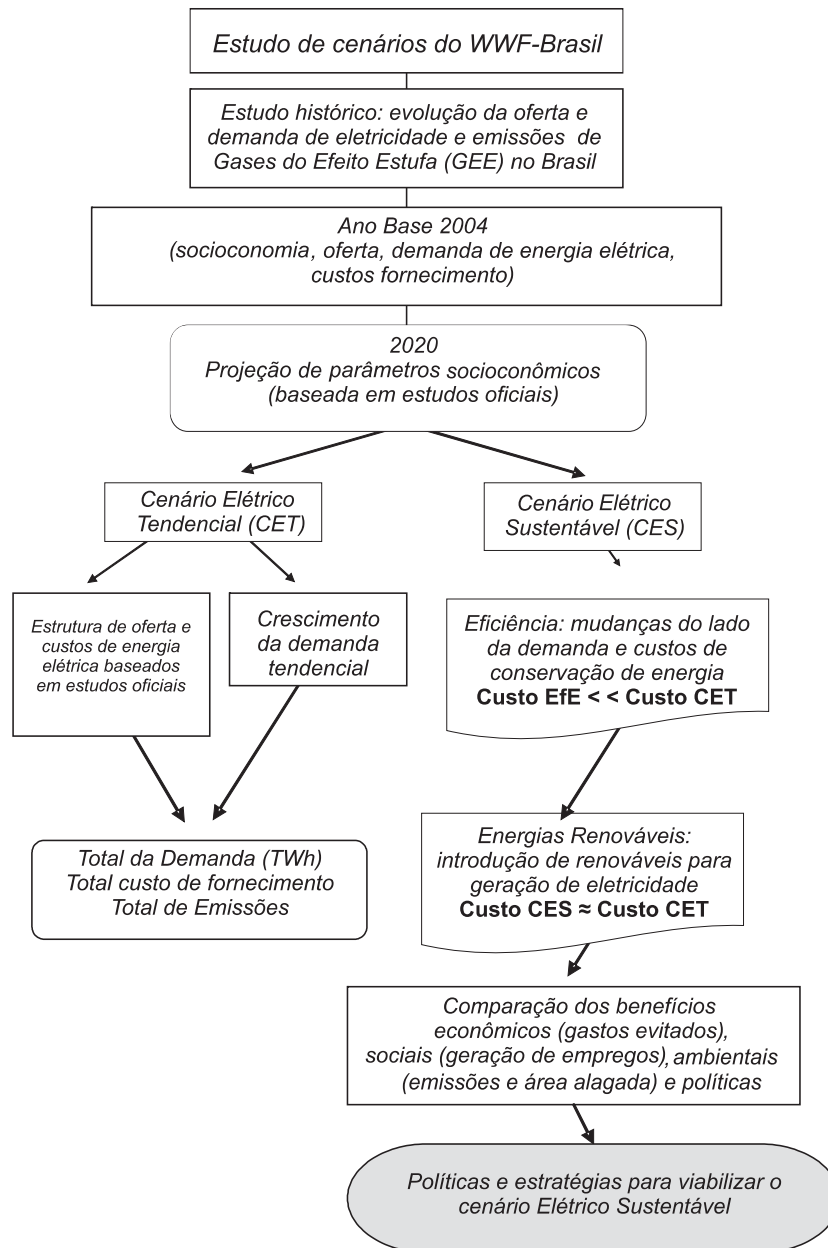 Estudo de cenários do WWF-Brasil
Estudo histórico: evolução da oferta e
demanda de eletricidade e emissões de
Gases do Efeito Estufa (GEE) no Brasil
Ano Base 2004
(socioconomia, oferta, demanda de energia elétrica,
custos fornecimento)
2020
Projeção de parâmetros socioconômicos
(baseada em estudos oficiais)
Cenário Elétrico
Tendencial (CET)
Cenário Elétrico
Sustentável (CES)
Estrutura de oferta e
custos de energia
elétrica baseados
em estudos oficiais
Crescimento
da demanda
tendencial
Eficiência: mudanças do lado
da demanda e custos de
conservação de energia
Custo EfE < < Custo CET
Total da Demanda (TWh)
Total custo de fornecimento
Total de Emissões
Energias Renováveis:
introdução de renováveis para
geração de eletricidade
Custo CES ≈ Custo CET
Comparação dos benefícios
econômicos (gastos evitados),
sociais (geração de empregos), ambientais
(emissões e área alagada) e políticas
Políticas e estratégias para viabilizar o
cenário Elétrico Sustentável